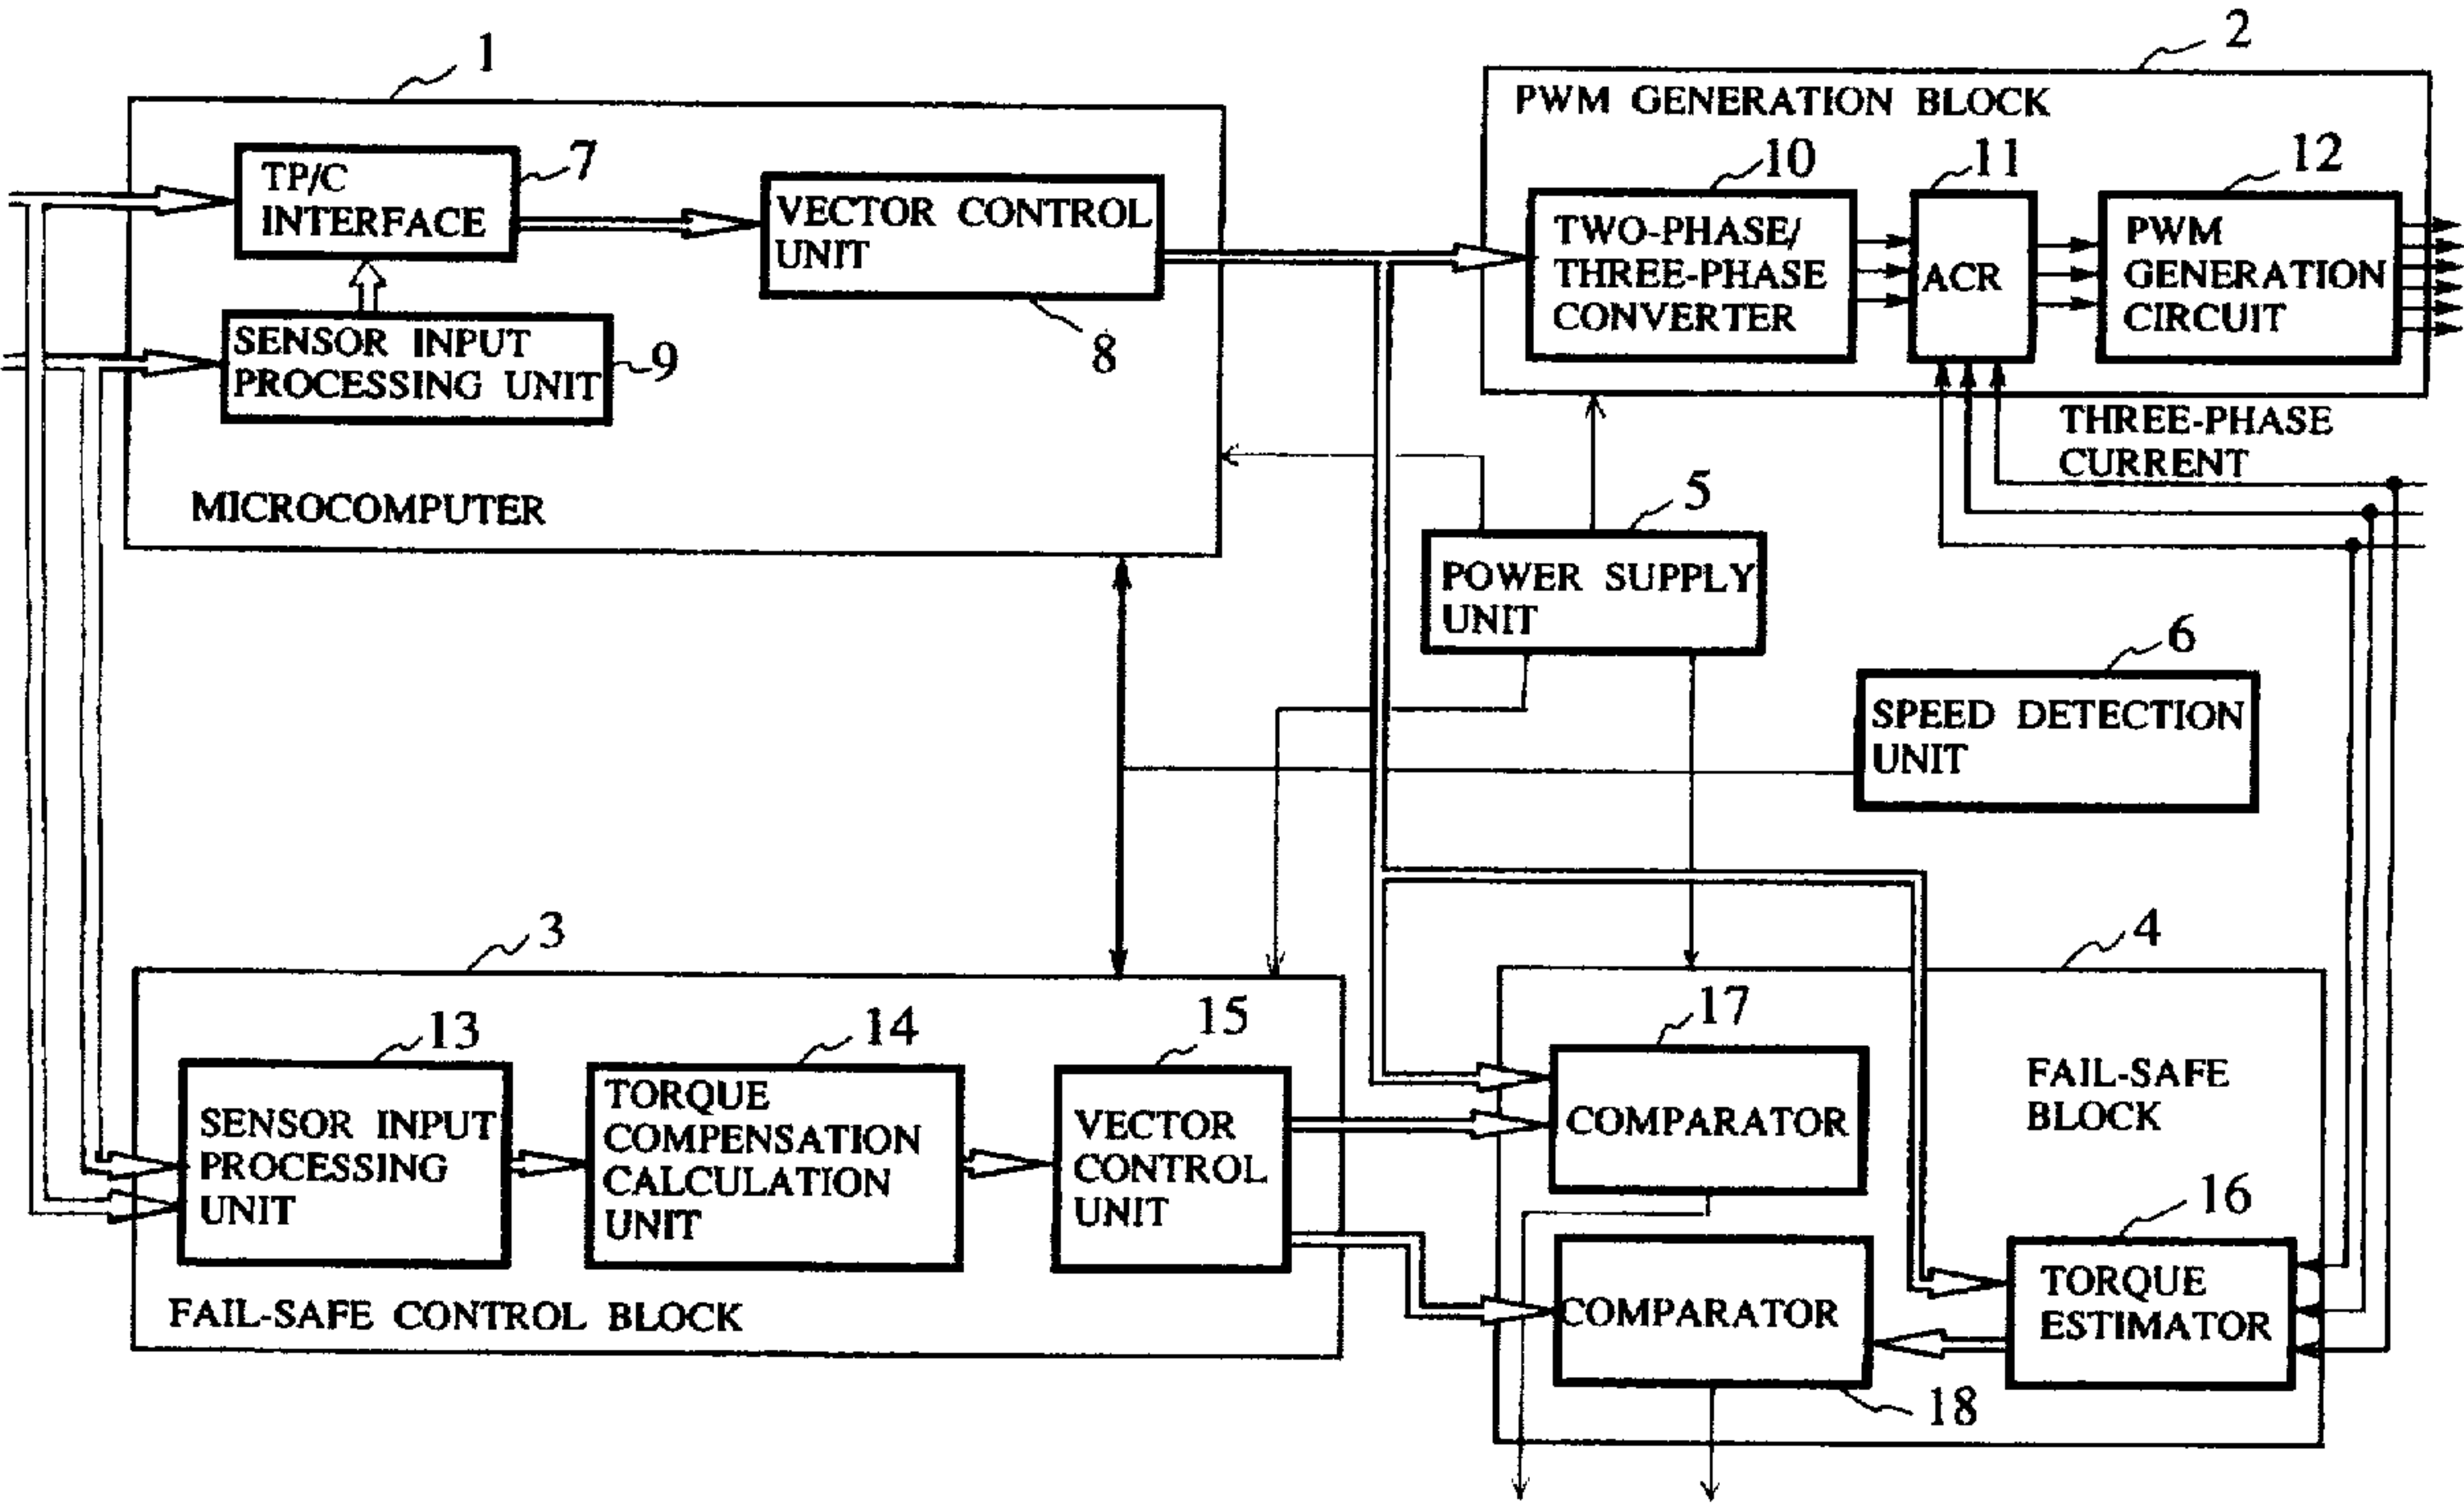 1
2
PWM GENERATION BLOCK
7
TP/C
INTERFACE
VECTOR CONTROL
UNIT
8
SENSOR INPUT
PROCESSING UNIT
9
MICROCOMPUTER
10
TWO-PHASE/
THREE-PHASE
CONVERTER
11
ACR
12
PWM
GENERATION
CIRCUIT
THREE-PHASE
CURRENT
5
POWER SUPPLY
UNIT
6
SPEED DETECTION
UNIT
3
13
SENSOR INPUT
PROCESSING
UNIT
14
TORQUE
COMPENSATION
CALCULATION
UNIT
15
VECTOR
CONTROL
UNIT
FAIL-SAFE CONTROL BLOCK
4
17
COMPARATOR
FAIL-SAFE
BLOCK
16
TORQUE
ESTIMATOR
COMPARATOR
18